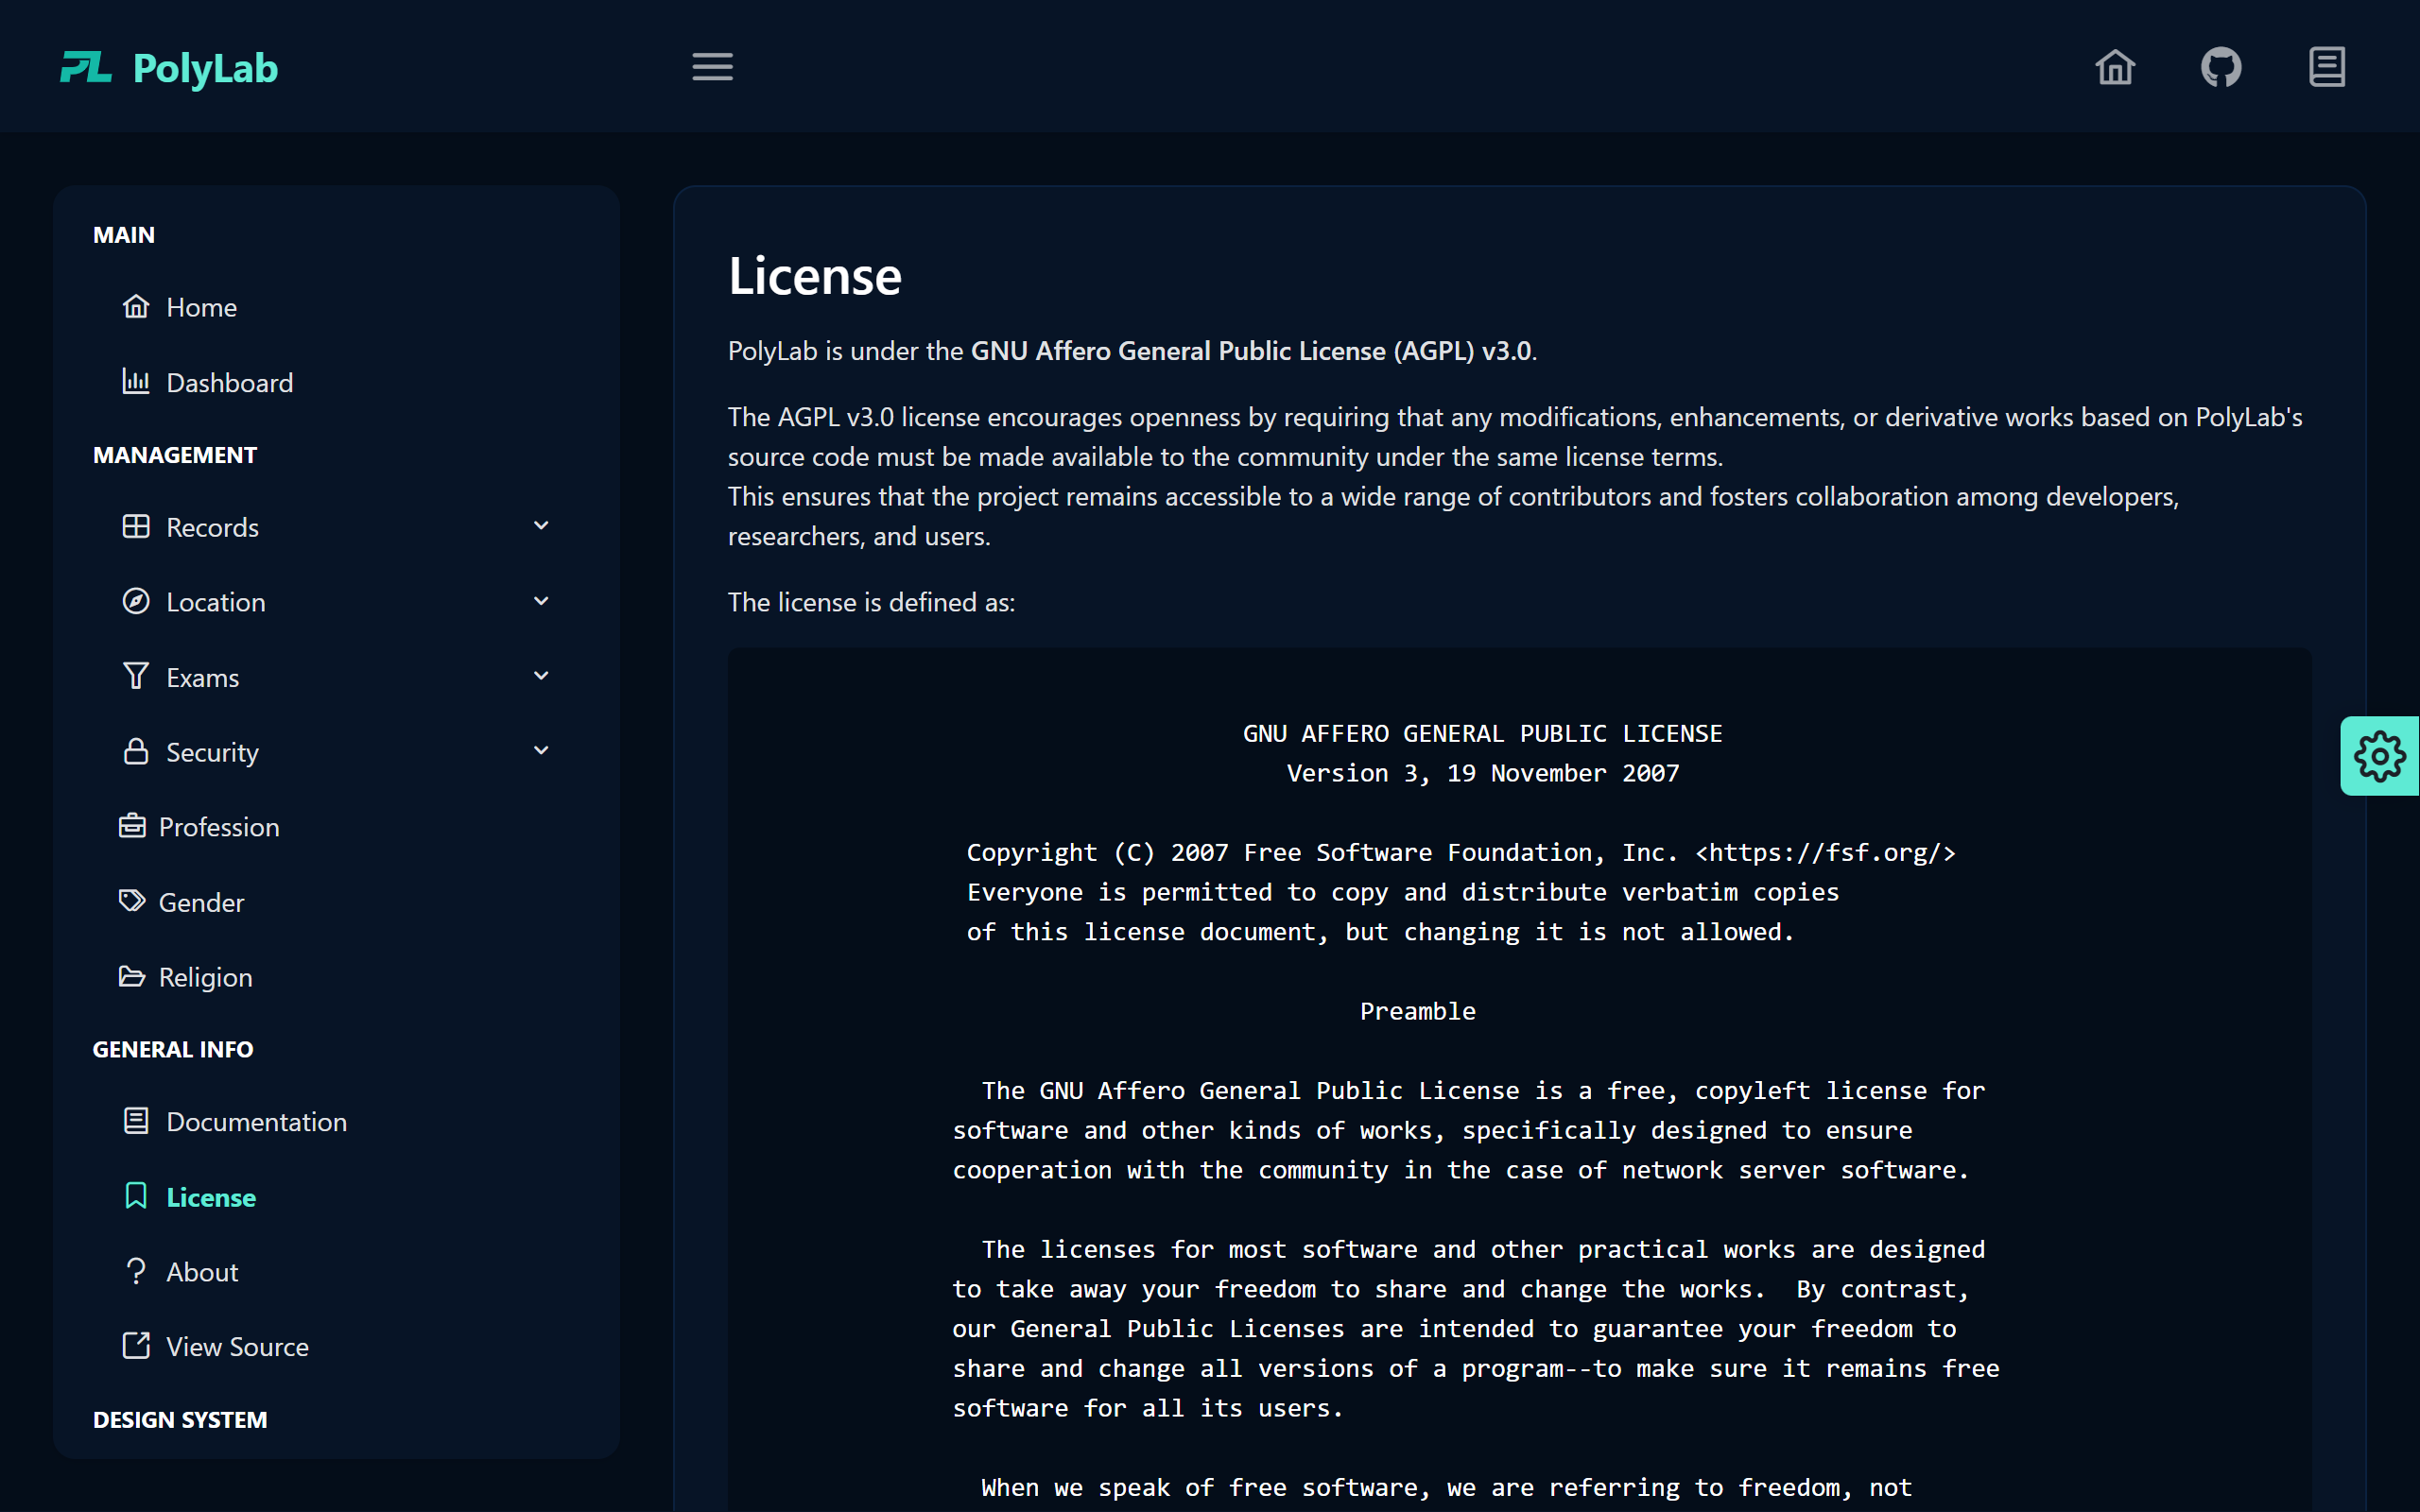 PolyLab
MAIN
Home
Dashboard
MANAGEMENT
Records
Location
Exams
Security
Profession
Gender
Religion
GENERAL INFO
Documentation
License
About
View Source
DESIGN SYSTEM
License
PolyLab is under the GNU Affero General Public License (AGPL) v3.0.
The AGPL v3.0 license encourages openness by requiring that any modifications, enhancements, or derivative works based on PolyLab's
source code must be made available to the community under the same license terms.
This ensures that the project remains accessible to a wide range of contributors and fosters collaboration among developers,
researchers, and users.
The license is defined as:
GNU AFFERO GENERAL PUBLIC LICENSE
Version 3, 19 November 2007
Copyright (C) 2007 Free Software Foundation, Inc. <https://fsf.org/>
Everyone is permitted to copy and distribute verbatim copies
of this license document, but changing it is not allowed.
Preamble
The GNU Affero General Public License is a free, copyleft license for
software and other kinds of works, specifically designed to ensure
cooperation with the community in the case of network server software.
The licenses for most software and other practical works are designed
to take away your freedom to share and change the works.  By contrast,
our General Public Licenses are intended to guarantee your freedom to
share and change all versions of a program--to make sure it remains free
software for all its users.
When we speak of free software, we are referring to freedom, not